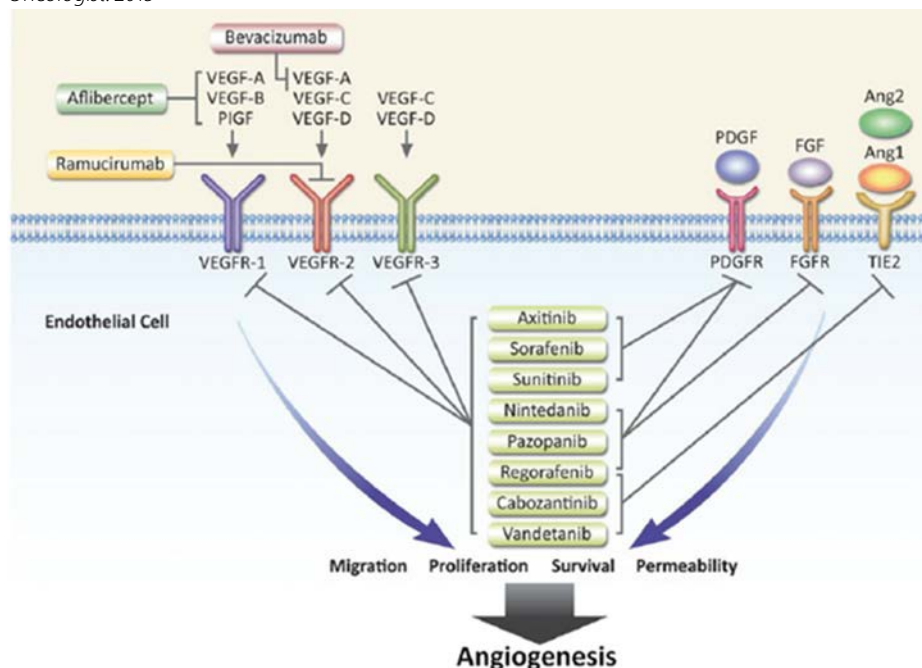 Bevacizumab
Aflibercept
VEGF-A
VEGF-B
PlGF
VEGF-A
VEGF-C
VEGF-D
VEGF-C
VEGF-D
Ramucirumab
PDGF
FGF
Ang2
Ang1
VEGFR-1 VEGFR-2 VEGFR-3
PDGFR FGFR TIE2
Endothelial Cell
Axitinib
Sorafenib
Sunitinib
Nintedanib
Pazopanib
Regorafenib
Cabozantinib
Vandetanib
Migration Proliferation Survival Permeability
Angiogenesis